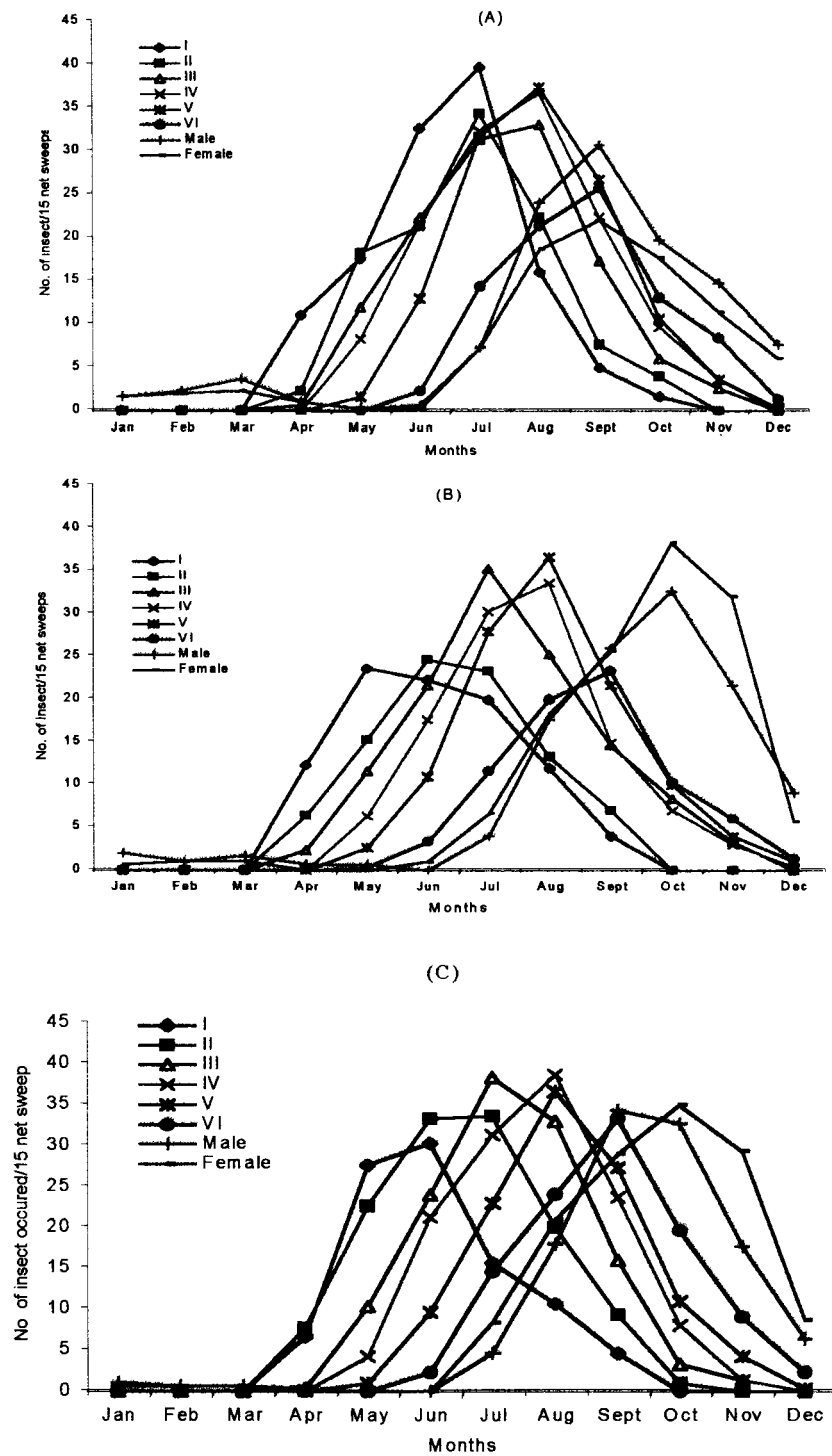 (A)
45
40
35
30
25
20
15
10
5
0
No. of insect/15 net sweeps
I
II
III
IV
V
VI
Male
Female
Jan Feb Mar Apr May Jun Jul Aug Sept Oct Nov Dec
Months
(B)
45
40
35
30
25
20
15
10
5
0
No. of insect/15 net sweeps
I
II
III
IV
V
VI
Male
Female
Jan Feb Mar Apr May Jun Jul Aug Sept Oct Nov Dec
Months
(C)
45
40
35
30
25
20
15
10
5
0
No of insect occured/15 net sweep
I
II
III
IV
V
VI
Male
Female
Jan Feb Mar Apr May Jun Jul Aug Sep Oct Nov Dec
Months